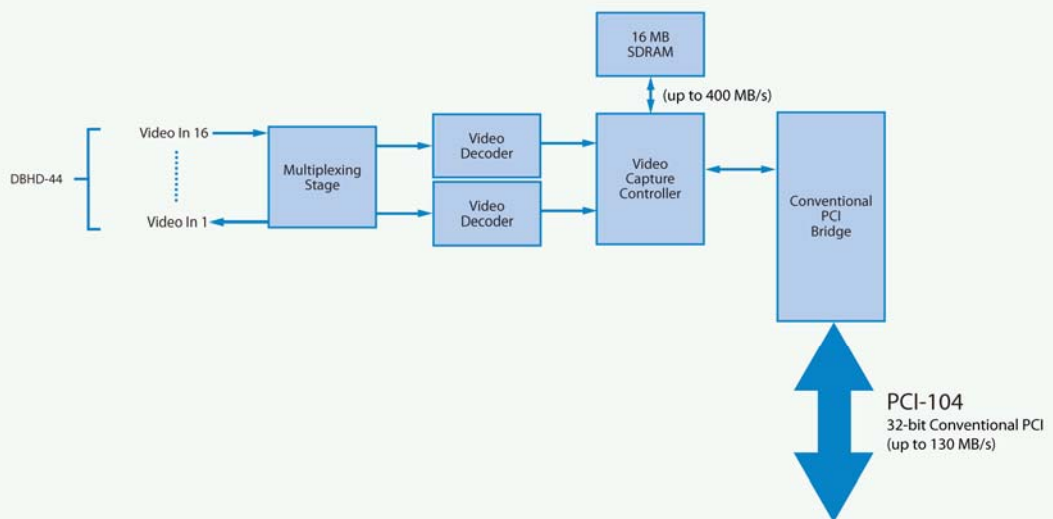 16 MB
SDRAM
(up to 400 MB/s)
DBHD-44
Video In 16
Video In 1
Multiplexing
Stage
Video
Decoder
Video
Decoder
Video
Capture
Controller
Conventional
PCI
Bridge
PCI-104
32-bit Conventional PCI
(up to 130 MB/s)